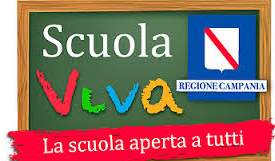 Scuola
Viva
REGIONE CAMPANIA
La scuola aperta a tutti